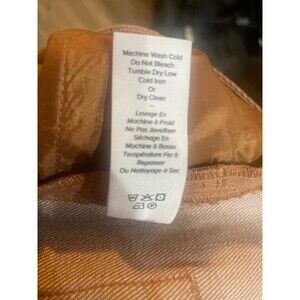 Machine Wash Cold
Do Not Bleach
Tumble Dry Low
Cold Iron
Or
Dry Clean
-
Lavage En
Machine à Froid
Ne Pas Javelliser
Séchage En
Machine à Basse
Température Fer à
Repasser
Ou Nettoyage à Sec